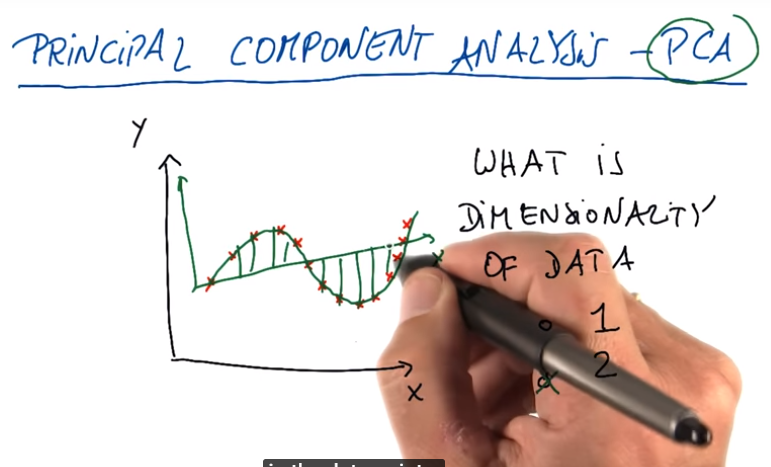 PRINCIPAL COMPONENT ANALYSIS - PCA
Y
WHAT IS
DIMENSIONALITY
OF DATA
1
2
X